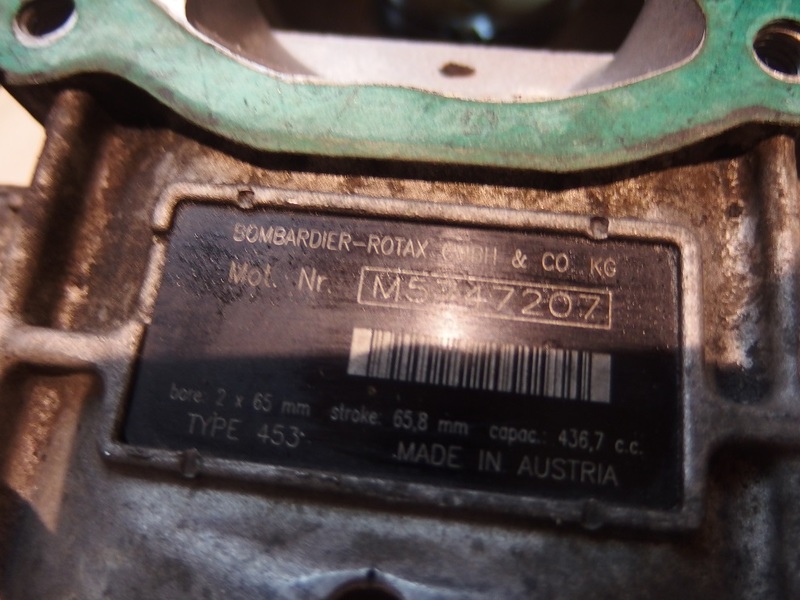 BOMBARDIER-ROTAX GMBH & CO. KG
Mot. Nr.
bore: 2 x 65 mm stroke: 65,8 mm capac.: 436,7 c.c.
TYPE 453
MADE IN AUSTRIA